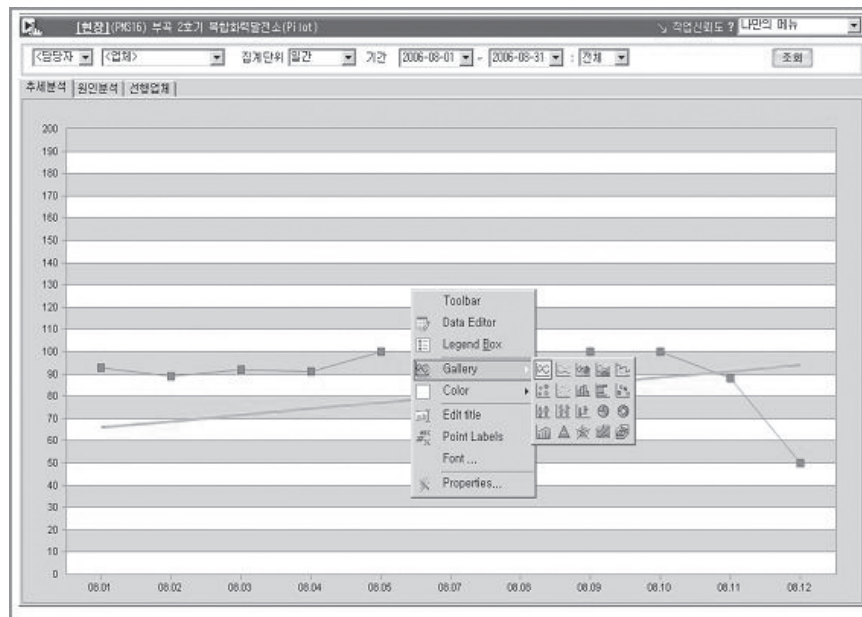 [현장](PMS16) 부곡 2호기 복합화력발전소(Pilot)
작업신뢰도 ? 나만의 메뉴
<담당자 <업체> 집계단위 일간 기간 2006-08-01 - 2006-08-31 : 전체 조회
추세분석 원인분석 선행업체
200
190
180
170
160
150
140
130
120
110
100
90
80
70
60
50
40
30
20
10
0
Toolbar
Data Editor
Legend Box
Gallery
Color
Edit title
Point Labels
Font ...
Properties...
08.01 08.02 08.03 08.04 08.05 08.07 08.08 08.09 08.10 08.11 08.12